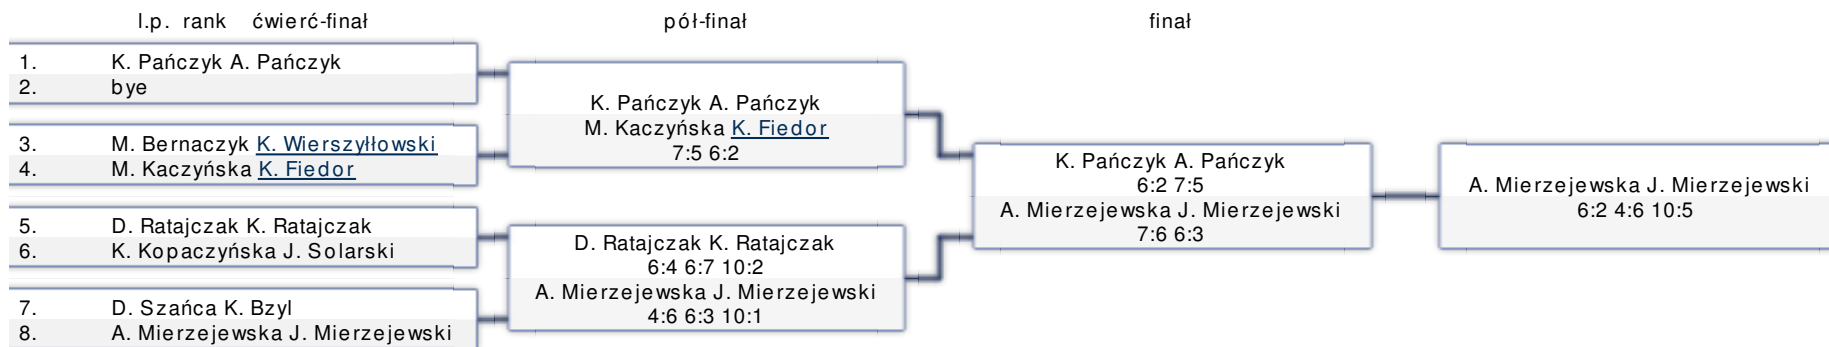 l.p. rank ćwierć-finał pół-finał finał
1. K. Pańczyk A. Pańczyk
2. bye
3. M. Bernaczyk K. Wierszyłłowski
4. M. Kaczyńska K. Fiedor
5. D. Ratajczak K. Ratajczak
6. K. Kopaczyńska J. Solarski
7. D. Szańca K. Bzyl
8. A. Mierzejewska J. Mierzejewski
K. Pańczyk A. Pańczyk
M. Kaczyńska K. Fiedor
7:5 6:2
D. Ratajczak K. Ratajczak
6:4 6:7 10:2
A. Mierzejewska J. Mierzejewski
4:6 6:3 10:1
K. Pańczyk A. Pańczyk
6:2 7:5
A. Mierzejewska J. Mierzejewski
7:6 6:3
A. Mierzejewska J. Mierzejewski
6:2 4:6 10:5